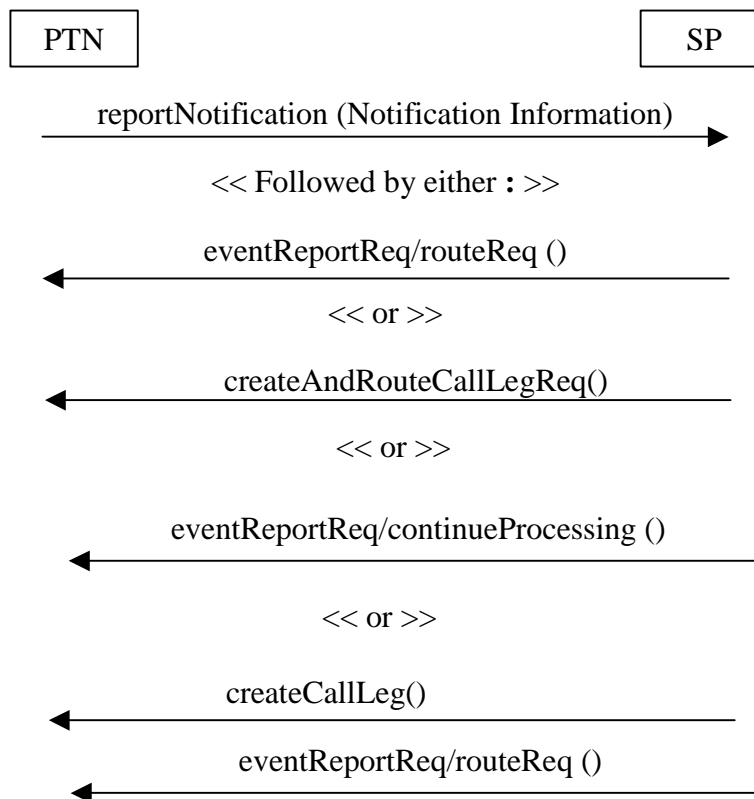 PTN
SP
reportNotification (Notification Information)
<< Followed by either : >>
eventReportReq/routeReq ()
<< or >>
createAndRouteCallLegReq()
<< or >>
eventReportReq/continueProcessing ()
<< or >>
createCallLeg()
eventReportReq/routeReq ()